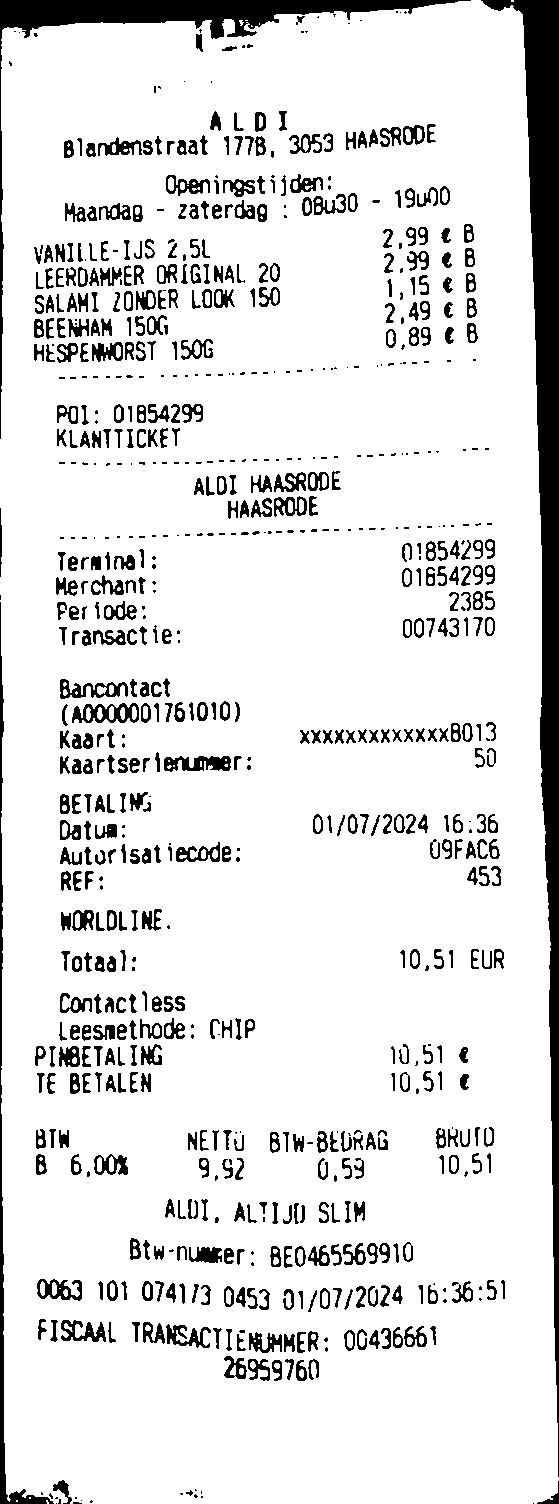 ALDI
Blandenstraat 177B, 3053 HAASRODE
Openingstijden:
Maandag - zaterdag : 08u30 - 19u00
VANILLE-IJS 2,5L 2,99 € B
LEERDAMMER ORIGINAL 20 2,99 € B
SALAMI ZONDER LOOK 150 1,15 € B
BEENHAM 150G 2,49 € B
HESPENWORST 150G 0,89 € B
POI: 01854299
KLANTTICKET
ALDI HAASRODE
HAASRODE
Terminal: 01854299
Merchant: 01854299
Periode: 2385
Transactie: 00743170
Bancontact
(A0000001761010)
Kaart: xxxxxxxxxxxxx8013
Kaartserienummer: 50
BETALING
Datum: 01/07/2024 16:36
Autorisatiecode: 09FAC6
REF: 453
WORLDLINE.
Totaal: 10,51 EUR
Contactless
Leesmethode: CHIP
PINBETALING 10,51 €
TE BETALEN 10,51 €
BTW NETTO BTW-BEDRAG BRUTO
B 6,00% 9,92 0,59 10,51
ALDI, ALTIJD SLIM
Btw-nummer: BE0465569910
0063 101 074173 0453 01/07/2024 16:36:51
FISCAAL TRANSACTIENUMMER: 00436661
26959760